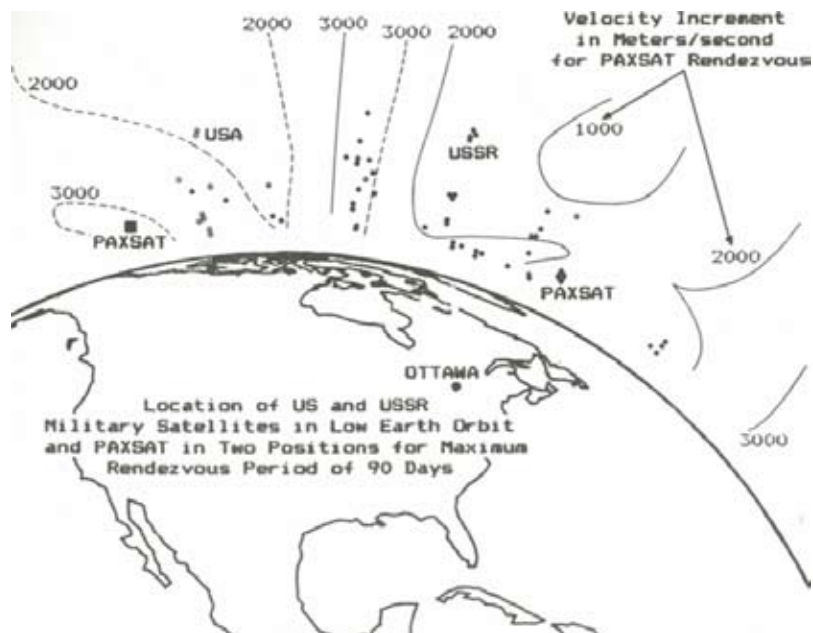 Velocity Increment
in Meters/second
for PAXSAT Rendezvous
2000
3000
3000
2000
2000
1000
USA
USSR
3000
PAXSAT
2000
PAXSAT
OTTAWA
3000
Location of US and USSR
Military Satellites in Low Earth Orbit
and PAXSAT in Two Positions for Maximum
Rendezvous Period of 90 Days